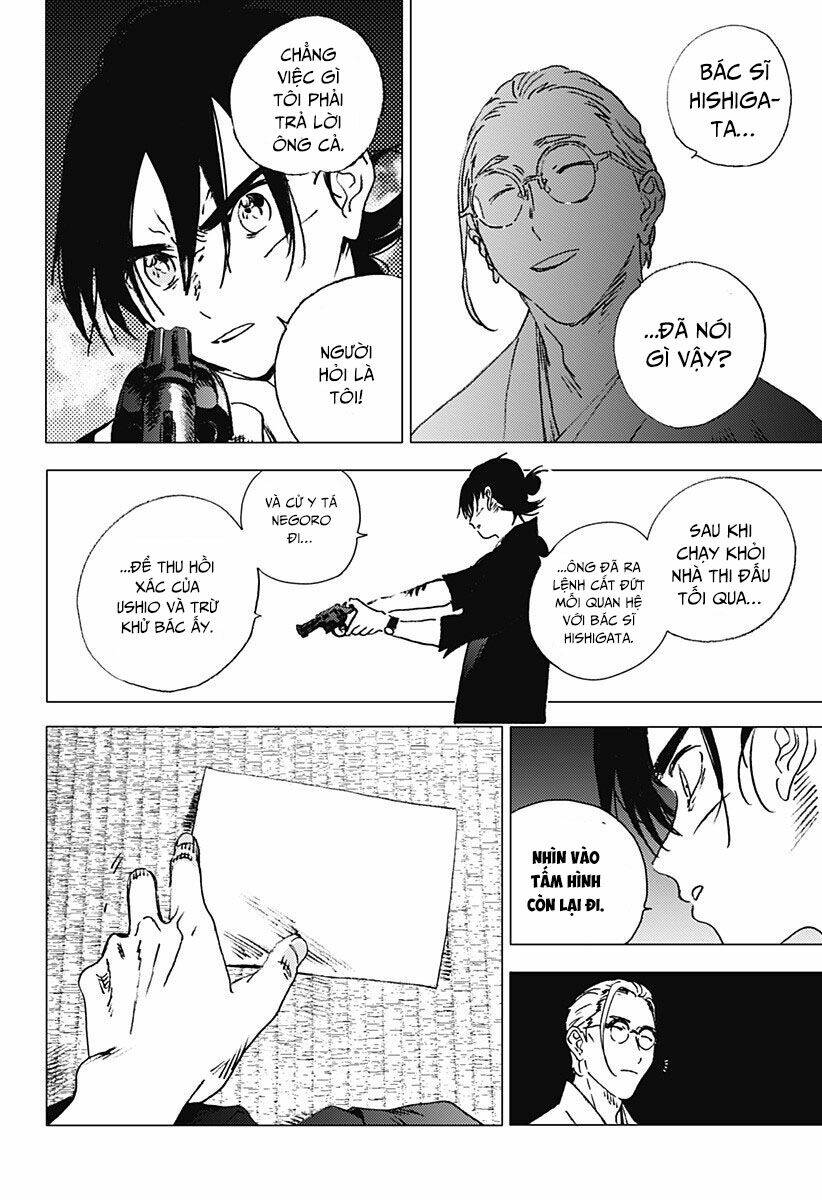 BÁC SĨ
HISHIGA-
TA...
...ĐÃ NÓI
GÌ VẬY?
CHẲNG
VIỆC GÌ
TÔI PHẢI
TRẢ LỜI
ÔNG CẢ.
NGƯỜI
HỎI LÀ
TÔI!
SAU KHI
CHẠY KHỎI
NHÀ THI ĐẤU
TỐI QUA...
...ÔNG ĐÃ RA
LỆNH CẮT ĐỨT
MỐI QUAN HỆ
VỚI BÁC SĨ
HISHIGATA.
VÀ CỬ Y TÁ
NEGORO
ĐI...
...ĐỂ THU HỒI
XÁC CỦA
USHIO VÀ TRỪ
KHỬ BÁC ẤY.
NHÌN VÀO
TẤM HÌNH
CÒN LẠI ĐI.